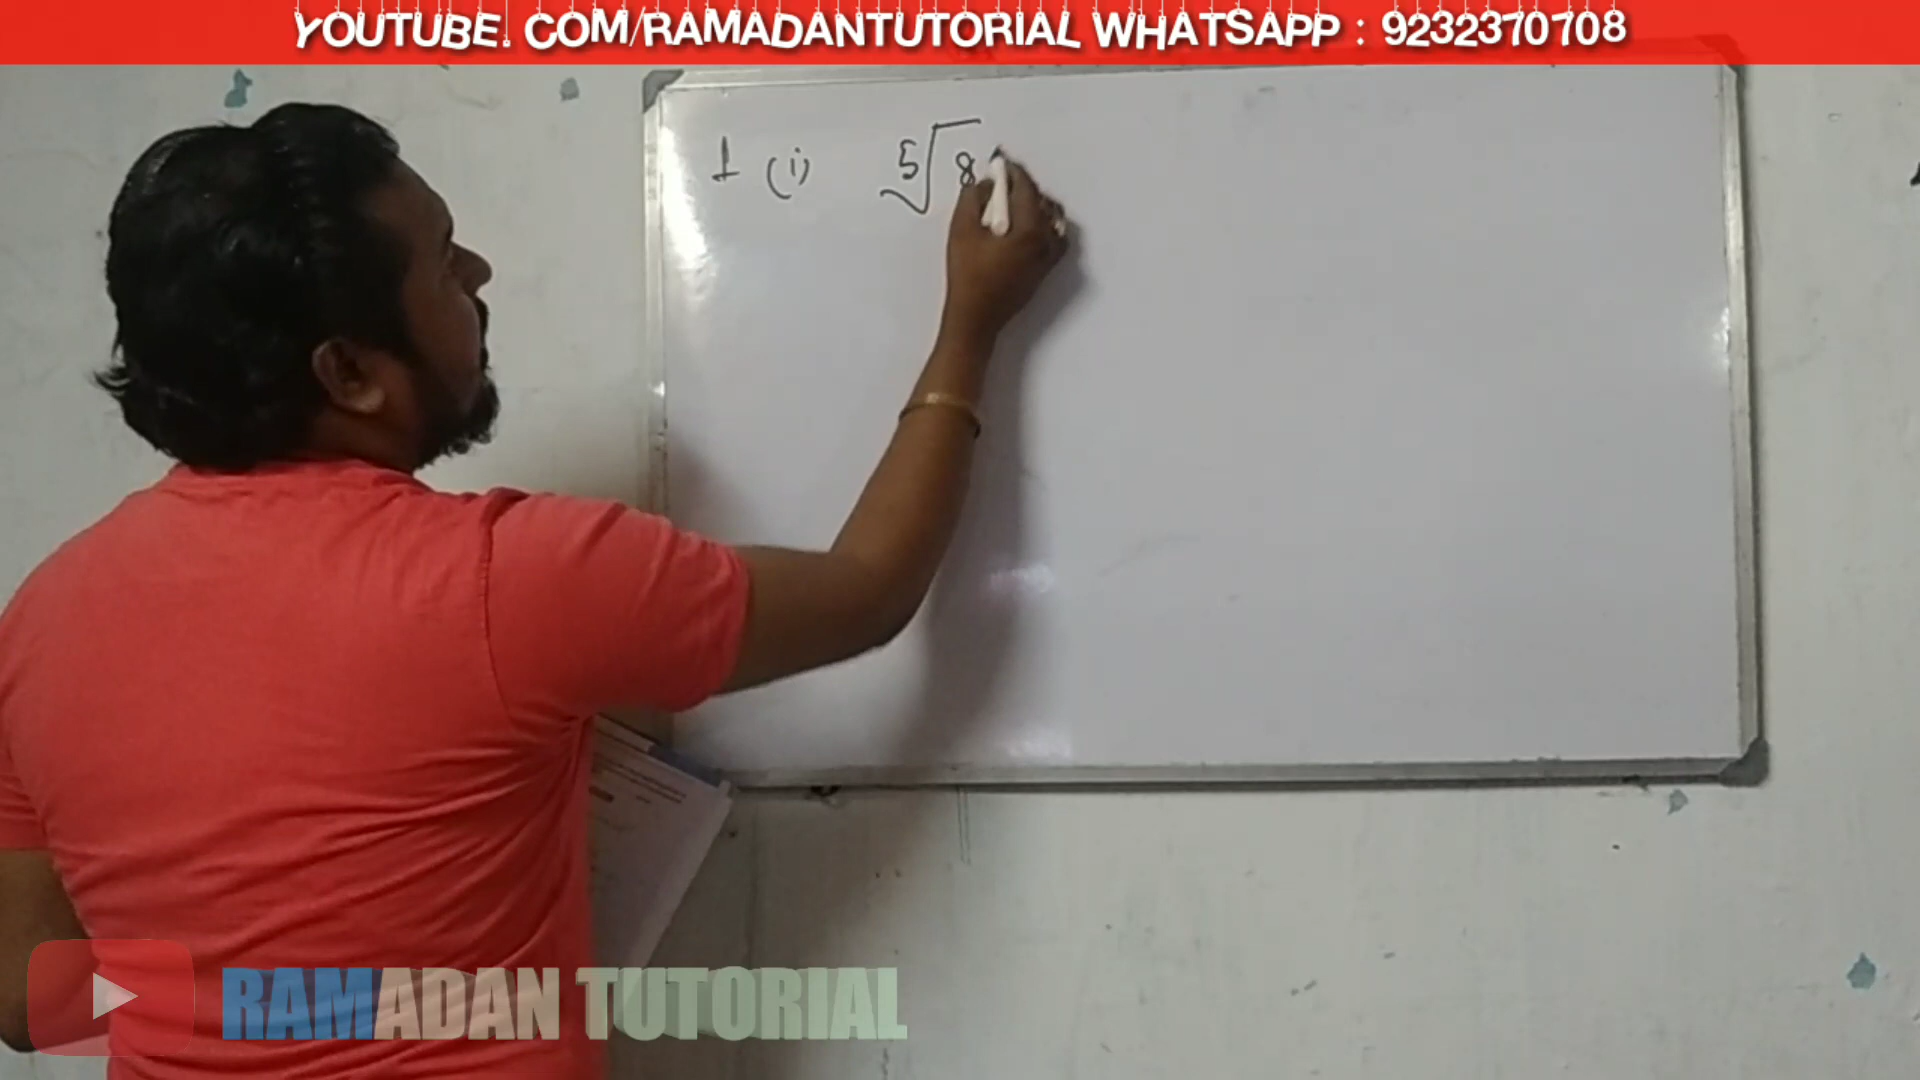 YOUTUBE. COM/RAMADANTUTORIAL WHATSAPP : 9232370708
1 (i) ⁵√8
RAMADAN TUTORIAL